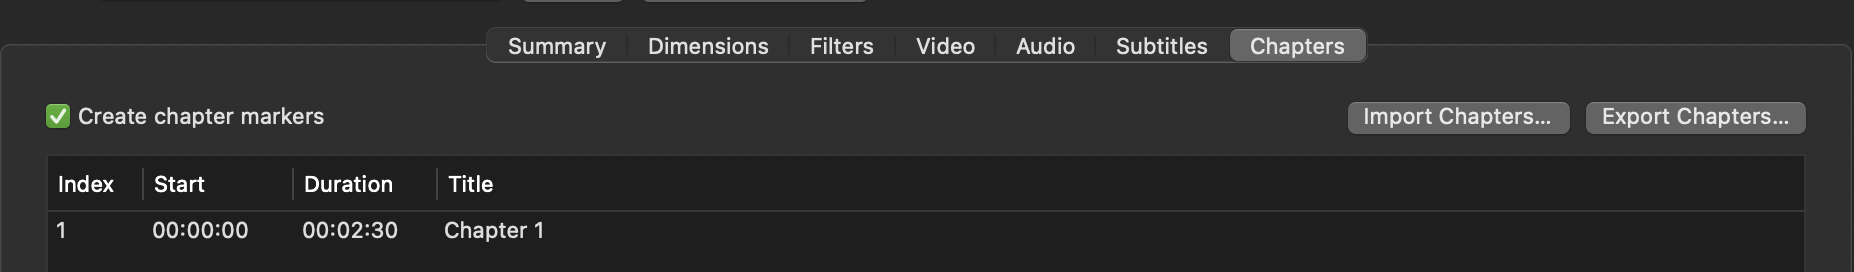 Summary Dimensions Filters Video Audio Subtitles Chapters
Create chapter markers Import Chapters... Export Chapters...
Index Start Duration Title
1 00:00:00 00:02:30 Chapter 1